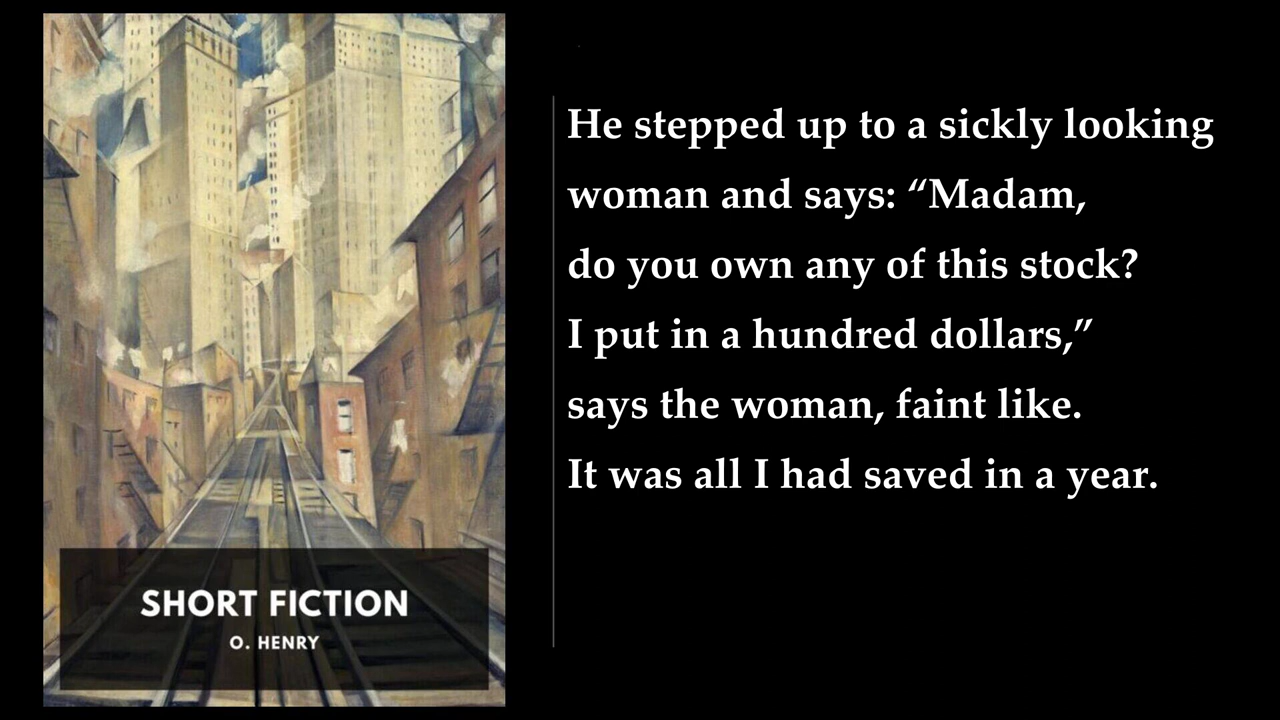 He stepped up to a sickly looking
woman and says: “Madam,
do you own any of this stock?
I put in a hundred dollars,”
says the woman, faint like.
It was all I had saved in a year.
SHORT FICTION
O. HENRY